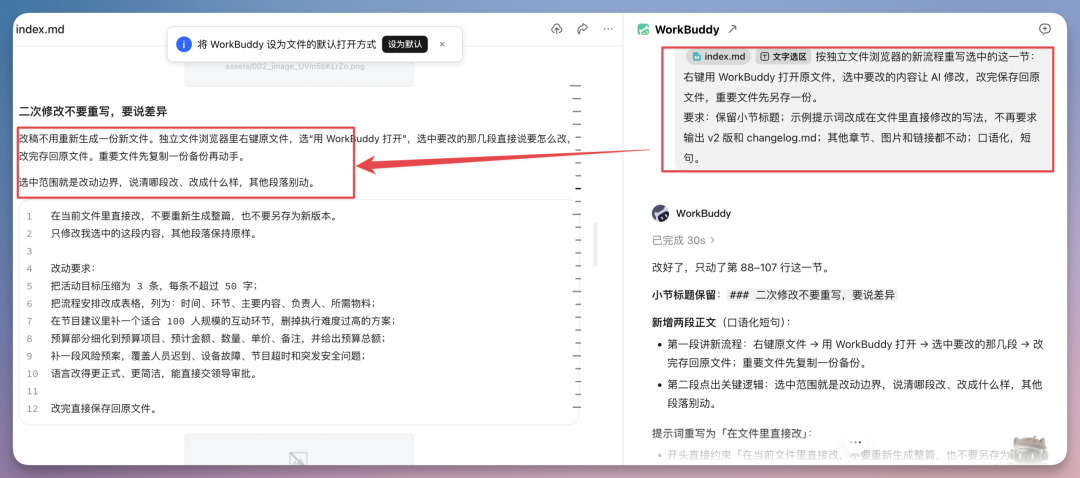 index.md
将 WorkBuddy 设为文件的默认打开方式 设为默认 ×
assets/002_image_UVmSbKLrZo.png
二次修改不要重写，要说差异
改稿不用重新生成一份新文件。独立文件浏览器里右键原文件，选“用 WorkBuddy 打开”，选中要改的那几段直接说要怎么改，
改完存回原文件。重要文件先复制一份备份再动手。
选中范围就是改动边界，说清哪段改、改成什么样，其他段落别动。
1 在当前文件里直接改，不要重新生成整篇，也不要另存为新版本。
2 只修改我选中的这段内容，其他段落保持原样。
3
4 改动要求：
5 把活动目标压缩为 3 条，每条不超过 50 字；
6 把流程安排改成表格，列为：时间、环节、主要内容、负责人、所需物料；
7 在节目建议里补一个适合 100 人规模的互动环节，删掉执行难度过高的方案；
8 预算部分细化到预算项目、预计金额、数量、单价、备注，并给出预算总额；
9 补一段风险预案，覆盖人员迟到、设备故障、节目超时和突发安全问题；
10 语言改得更正式、更简洁，能直接交领导审批。
11
12 改完直接保存回原文件。
WorkBuddy
index.md 文字选区 按独立文件浏览器的新流程重写选中的这一节：
右键用 WorkBuddy 打开原文件，选中要改的内容让 AI 修改，改完保存回原
文件，重要文件先另存一份。
要求：保留小节标题；示例提示词改成在文件里直接修改的写法，不再要求
输出 v2 版和 changelog.md；其他章节、图片和链接都不动；口语化，短
句。
WorkBuddy
已完成 30s
改好了，只动了第 88–107 行这一节。
小节标题保留：### 二次修改不要重写，要说差异
新增两段正文（口语化短句）：
• 第一段讲新流程：右键原文件 → 用 WorkBuddy 打开 → 选中要改的那几段 → 改
完存回原文件；重要文件先复制一份备份。
• 第二段点出关键逻辑：选中范围就是改动边界，说清哪段改、改成什么样，其他
段落别动。
提示词重写为「在文件里直接改」：
• 开头直接约束「在当前文件里直接改，不要重新生成整篇，也不要另存为